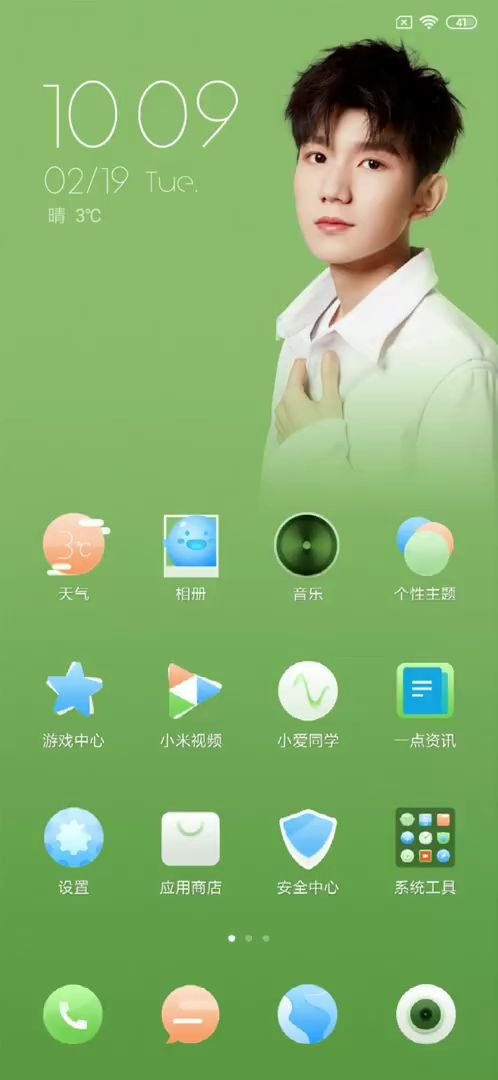 41
10 09
02/19 Tue.
晴 3℃
3℃
天气 相册 音乐 个性主题
游戏中心 小米视频 小爱同学 一点资讯
设置 应用商店 安全中心 系统工具